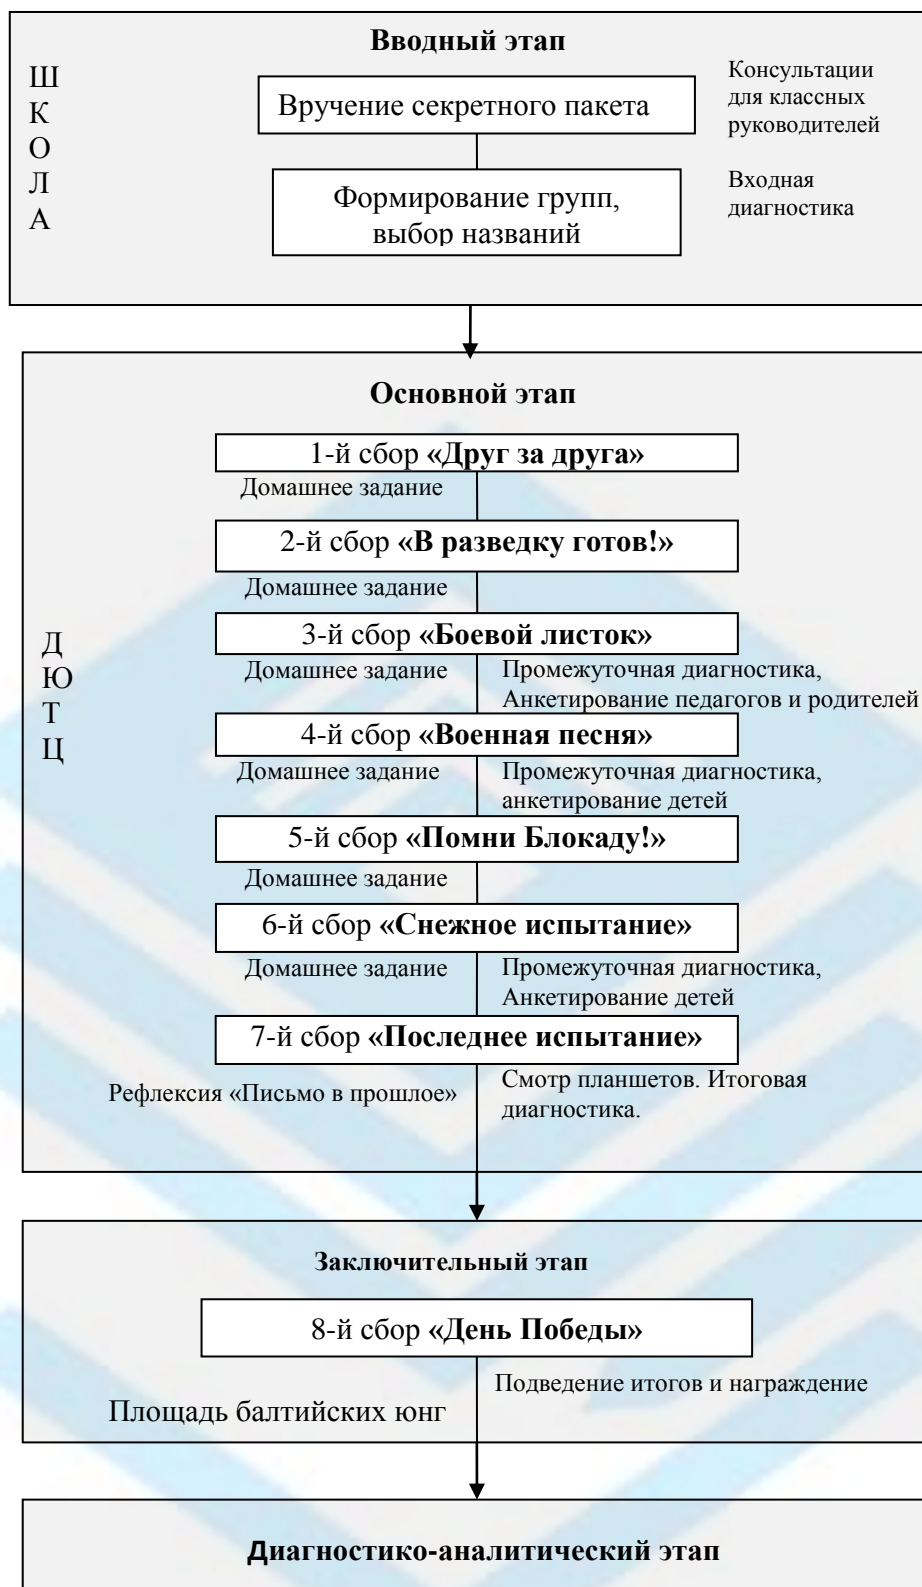 Вводный этап
ШКОЛА
Вручение секретного пакета
Консультации
для классных
руководителей
Формирование групп,
выбор названий
Входная
диагностика
Основной этап
ДЮТЦ
1-й сбор «Друг за друга»
Домашнее задание
2-й сбор «В разведку готов!»
Домашнее задание
3-й сбор «Боевой листок»
Домашнее задание
Промежуточная диагностика,
Анкетирование педагогов и родителей
4-й сбор «Военная песня»
Домашнее задание
Промежуточная диагностика,
анкетирование детей
5-й сбор «Помни Блокаду!»
Домашнее задание
6-й сбор «Снежное испытание»
Домашнее задание
Промежуточная диагностика,
Анкетирование детей
7-й сбор «Последнее испытание»
Рефлексия «Письмо в прошлое»
Смотр планшетов. Итоговая
диагностика.
Заключительный этап
8-й сбор «День Победы»
Подведение итогов и награждение
Площадь балтийских юнг
Диагностико-аналитический этап